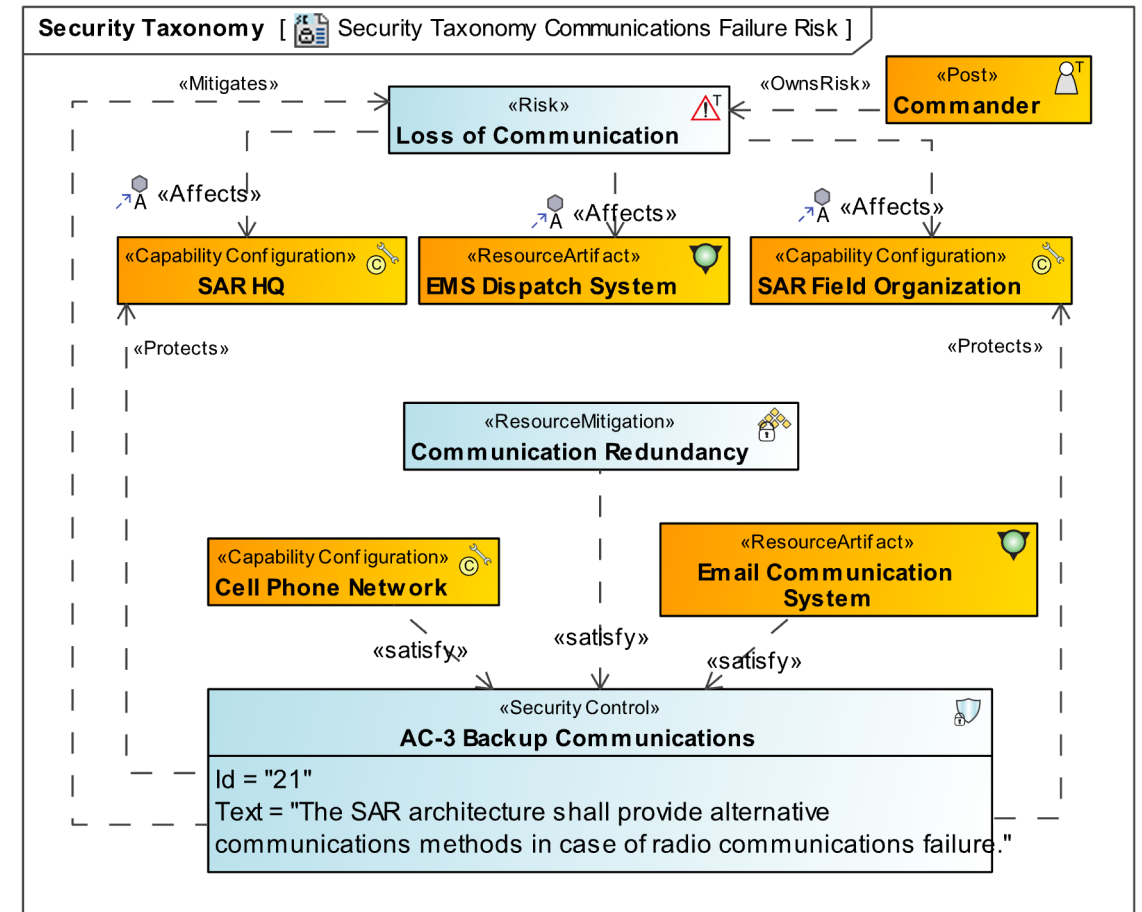 Security Taxonomy [ Security Taxonomy Communications Failure Risk ]
«Mitigates»
«Risk»
Loss of Communication
T
«OwnsRisk»
«Post»
Commander
T
A «Affects»
A «Affects»
A «Affects»
«Capability Configuration»
SAR HQ
C
«ResourceArtifact»
EMS Dispatch System
«Capability Configuration»
SAR Field Organization
C
«Protects»
«Protects»
«ResourceMitigation»
Communication Redundancy
«Capability Configuration»
Cell Phone Network
C
«ResourceArtifact»
Email Communication
System
«satisfy»
«satisfy»
«satisfy»
«Security Control»
AC-3 Backup Communications
Id = "21"
Text = "The SAR architecture shall provide alternative
communications methods in case of radio communications failure."